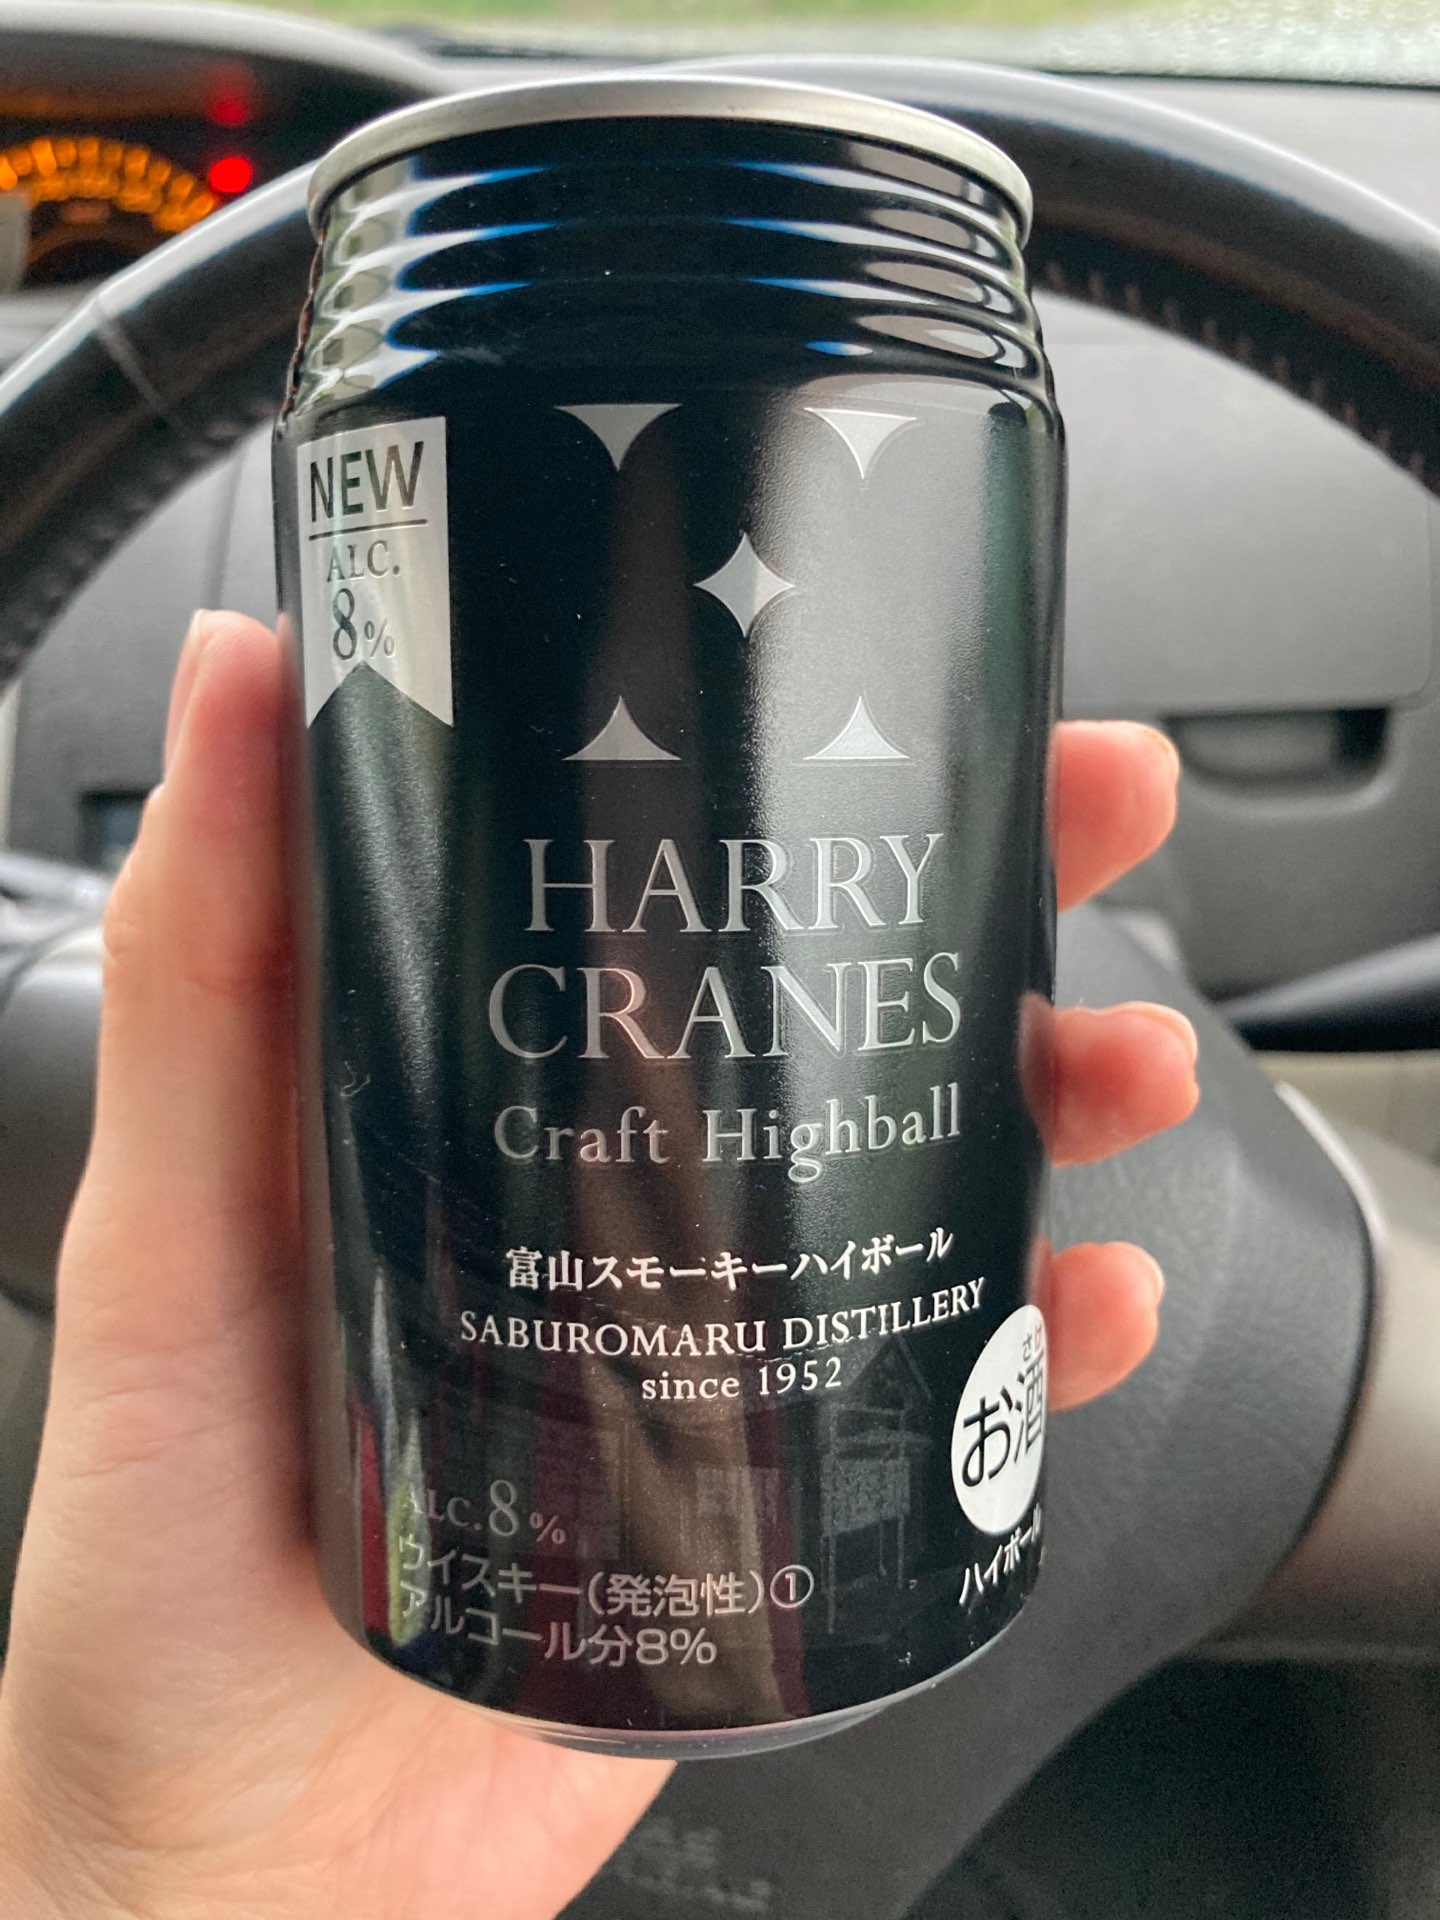 NEW
ALC.
8%
HARRY
CRANES
Craft Highball
富山スモーキーハイボール
SABUROMARU DISTILLERY
since 1952
さけ
お酒
ハイボール
ALC.8%
ウイスキー(発泡性)①
アルコール分8%